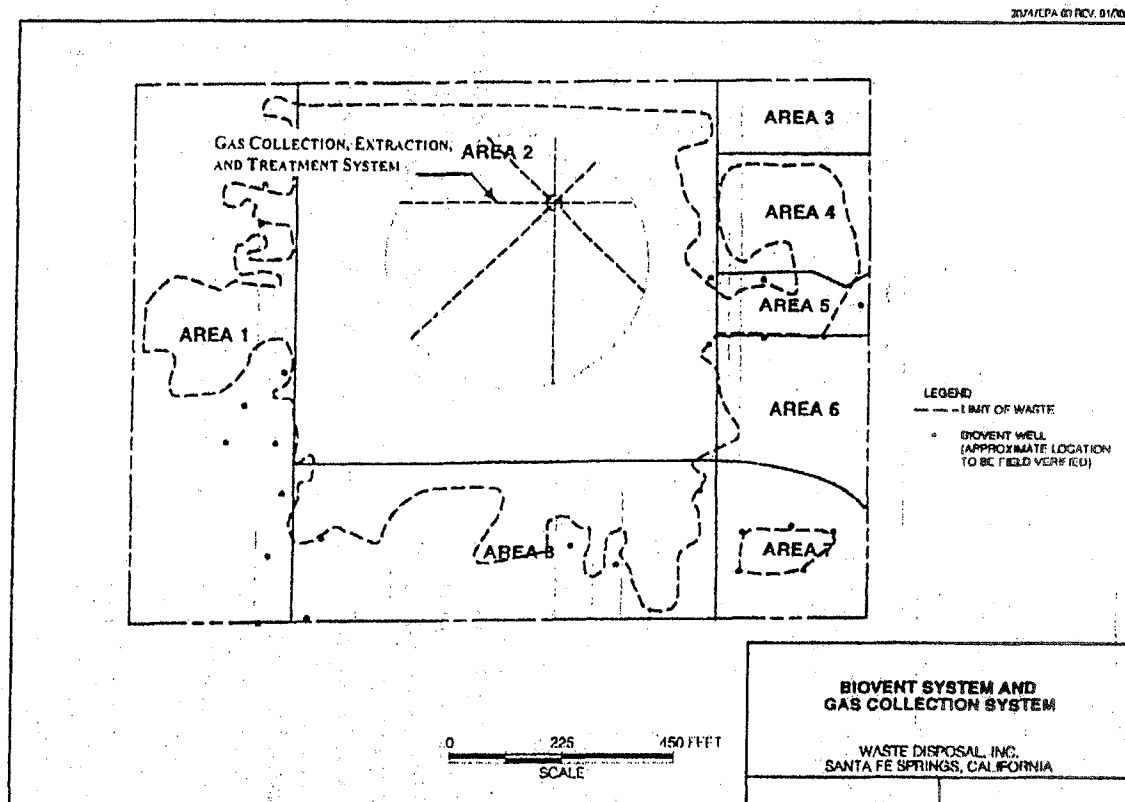 GAS COLLECTION, EXTRACTION,
AND TREATMENT SYSTEM
AREA 2
AREA 3
AREA 4
AREA 5
AREA 1
AREA 6
AREA 8
AREA 7
LEGEND
LIMIT OF WASTE
BIOVENT WELL
(APPROXIMATE LOCATION
TO BE FIELD VERIFIED)
0 225 450 FEET
SCALE
BIOVENT SYSTEM AND
GAS COLLECTION SYSTEM
WASTE DISPOSAL, INC.
SANTA FE SPRINGS, CALIFORNIA